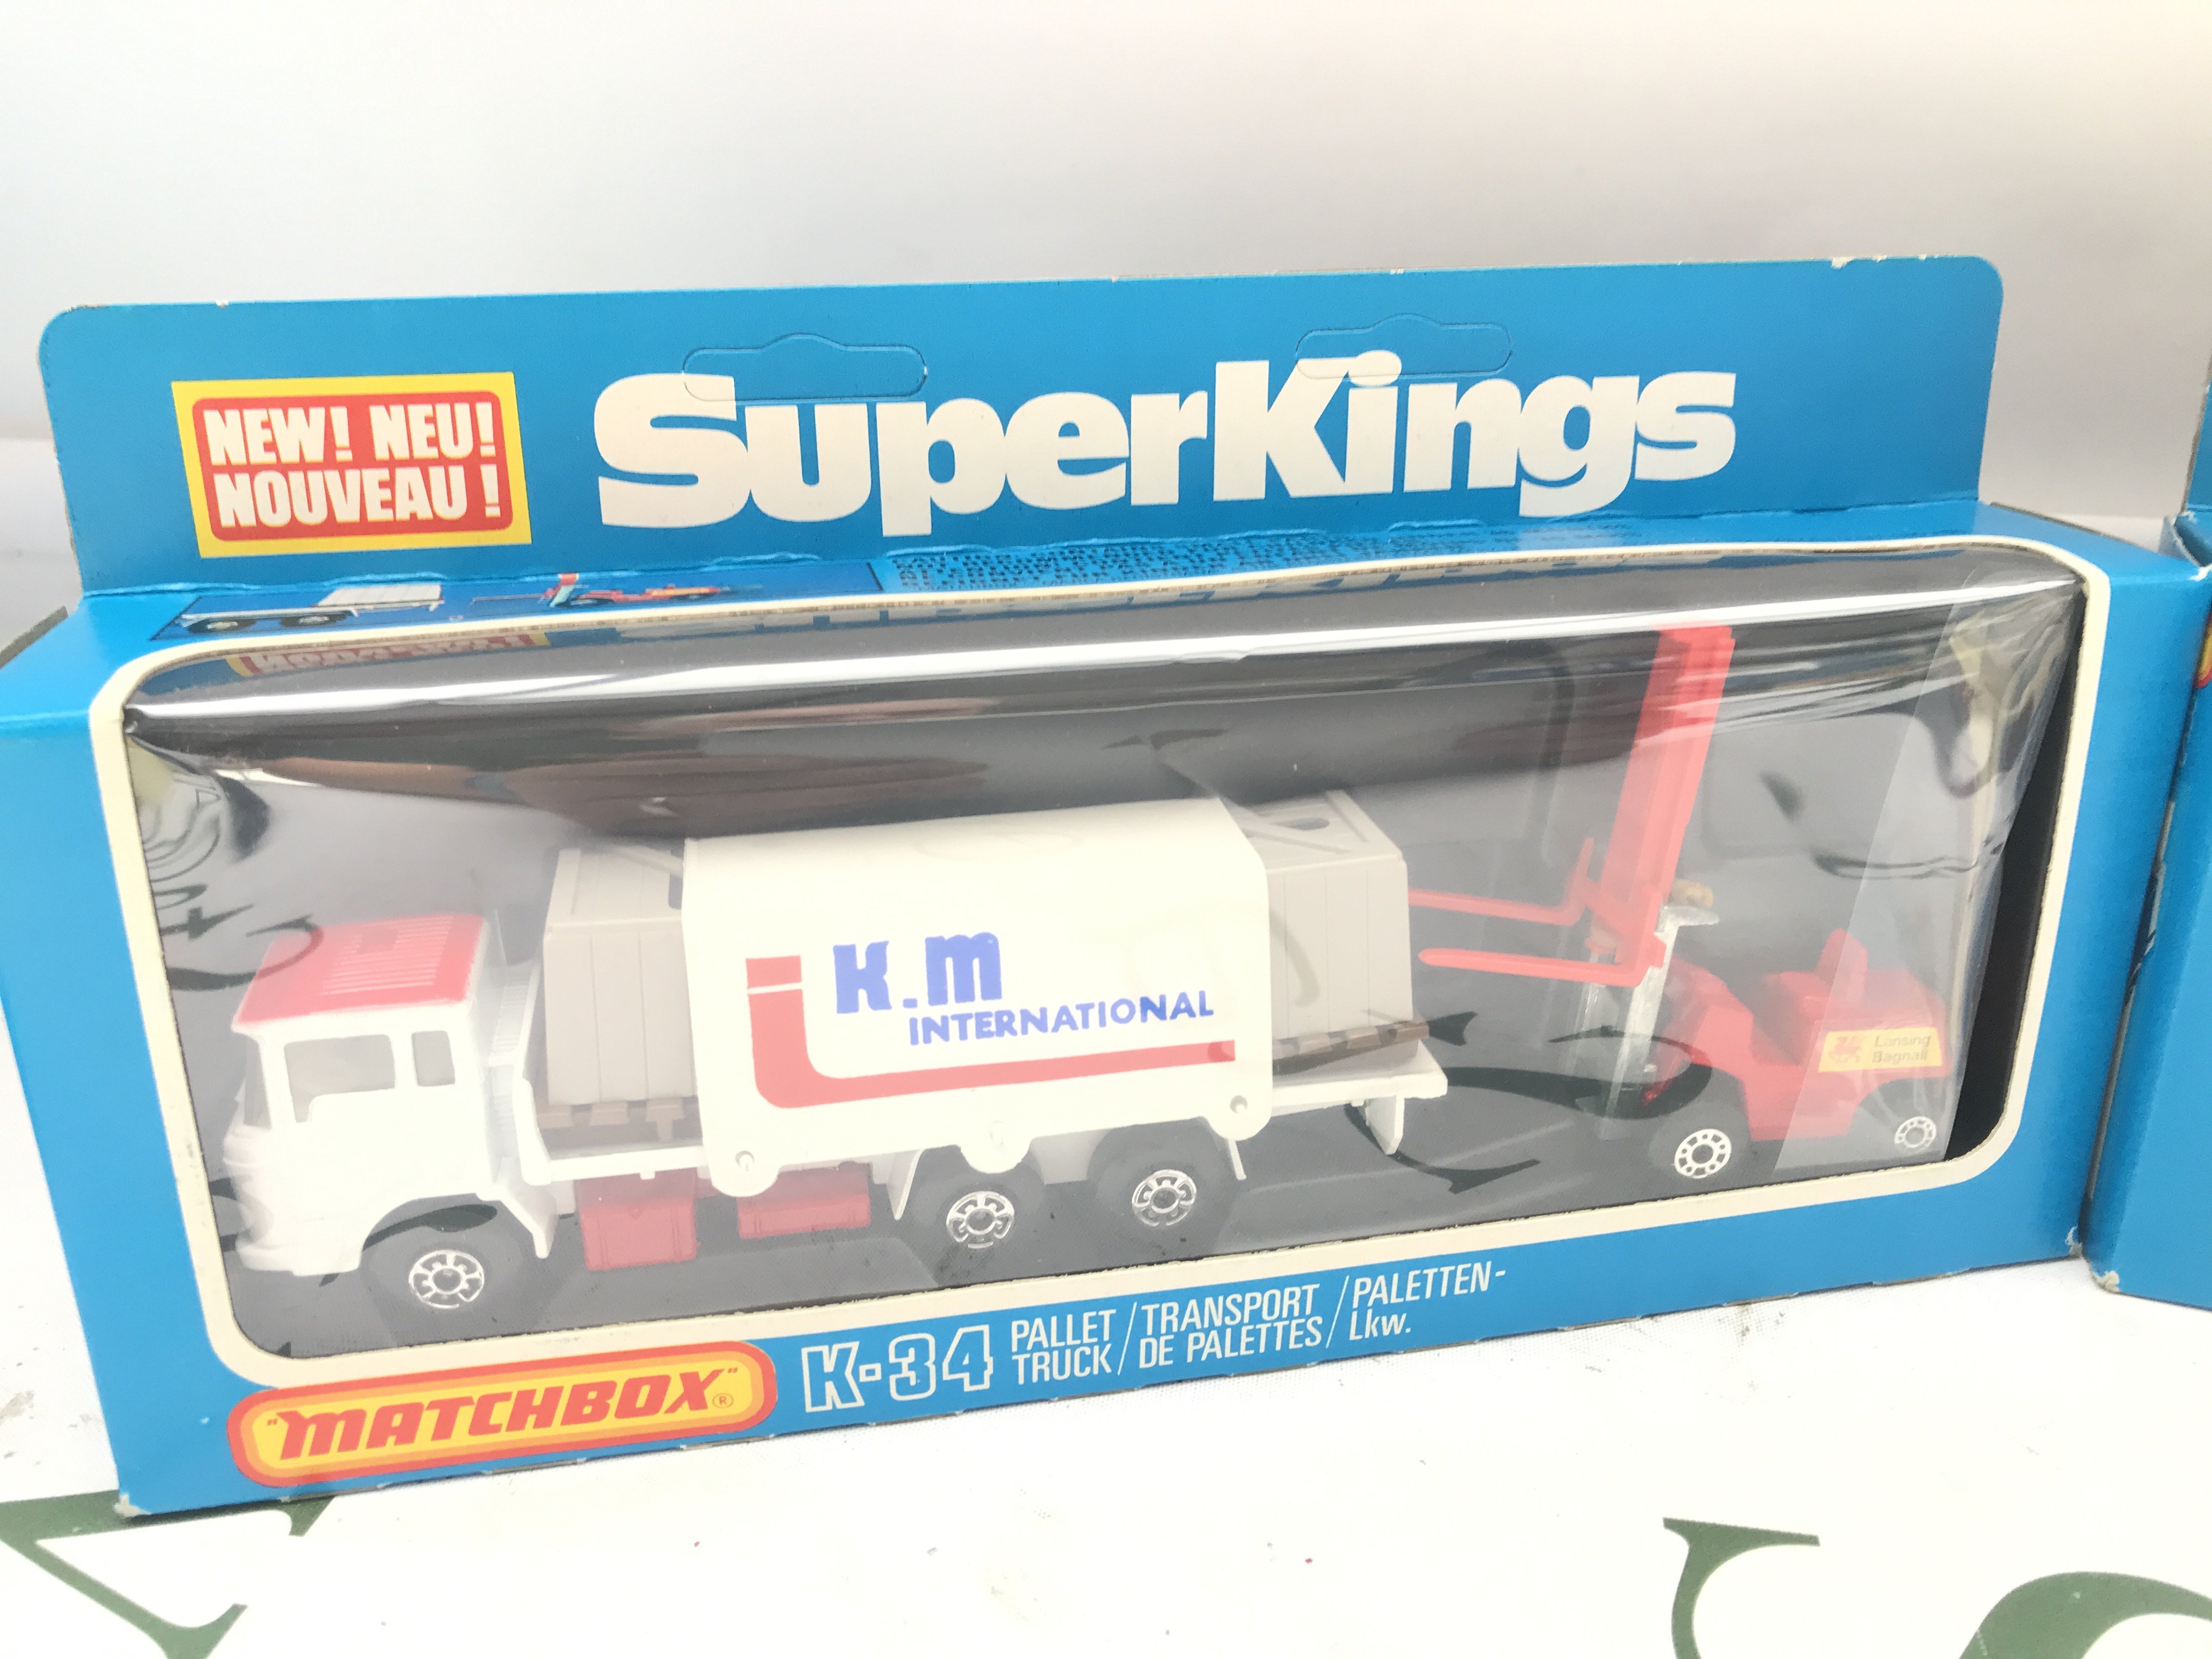 NEW! NEU!
NOUVEAU!
SuperKings
K.m
INTERNATIONAL
Lansing
Bagnall
"MATCHBOX"®
K-34
PALLET / TRANSPORT / PALETTEN-
TRUCK / DE PALETTES / Lkw.